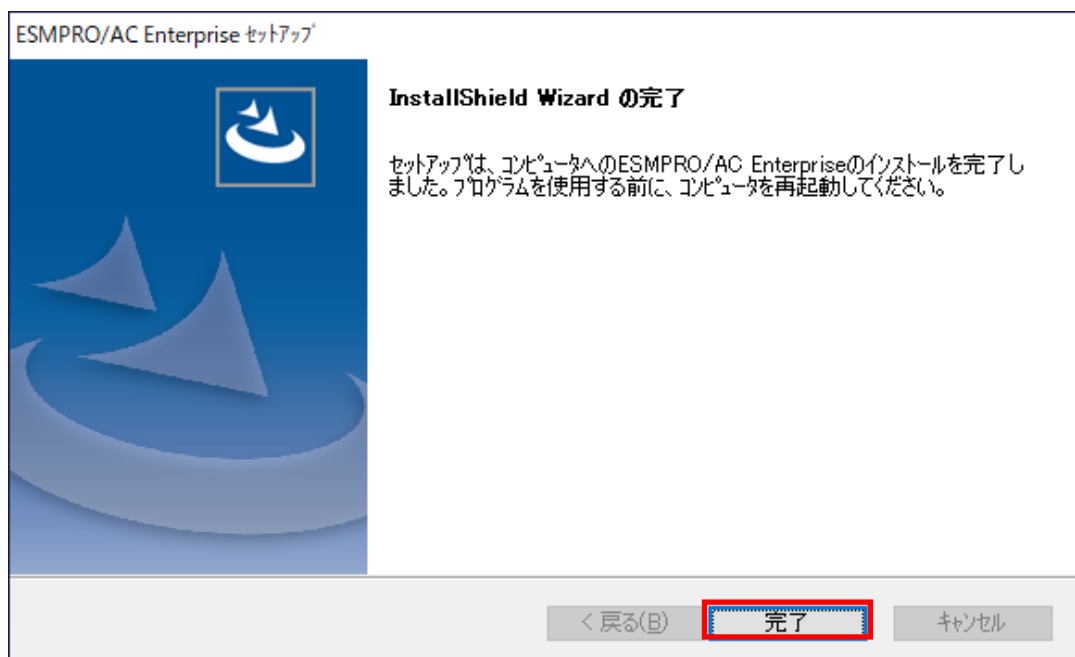 ESMPRO/AC Enterprise ｾｯﾄｱｯﾌﾟ
InstallShield Wizard の完了
ｾｯﾄｱｯﾌﾟは、ｺﾝﾋﾟｭｰﾀへのESMPRO/AC Enterpriseのｲﾝｽﾄｰﾙを完了し
ました。ﾌﾟﾛｸﾞﾗﾑを使用する前に、ｺﾝﾋﾟｭｰﾀを再起動してください。
< 戻る(B)
完了
ｷｬﾝｾﾙ